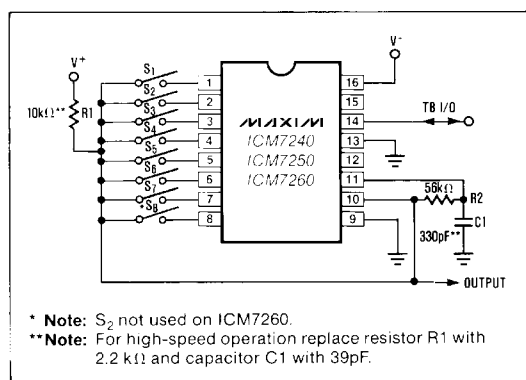 V+
V-
10kΩ** R1
S1 1 16
S2 2 15
S3 3 MAXIM 14 TB I/O
S4 4 ICM7240 13
S5 5 ICM7250 12
S6 6 ICM7260 11
S7 7 10 56kΩ R2
*S8 8 9 330pF** C1
OUTPUT
* Note: S2 not used on ICM7260.
**Note: For high-speed operation replace resistor R1 with
2.2 kΩ and capacitor C1 with 39pF.